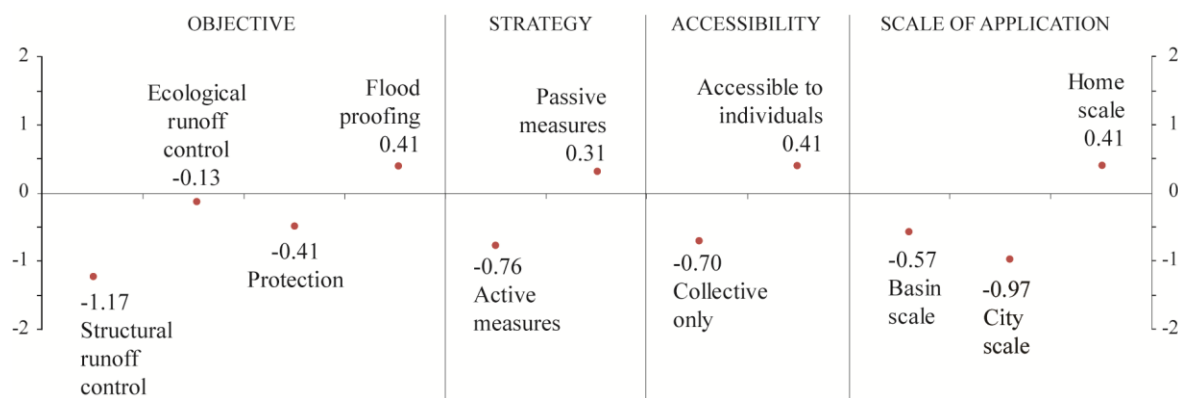 OBJECTIVE
STRATEGY
ACCESSIBILITY
SCALE OF APPLICATION
2
1
0
-1
-2
Ecological
runoff
control
-0.13
Flood
proofing
0.41
-0.41
Protection
-1.17
Structural
runoff
control
Passive
measures
0.31
-0.76
Active
measures
Accessible to
individuals
0.41
-0.70
Collective
only
Home
scale
0.41
-0.57
Basin
scale
-0.97
City
scale
2
1
0
-1
-2